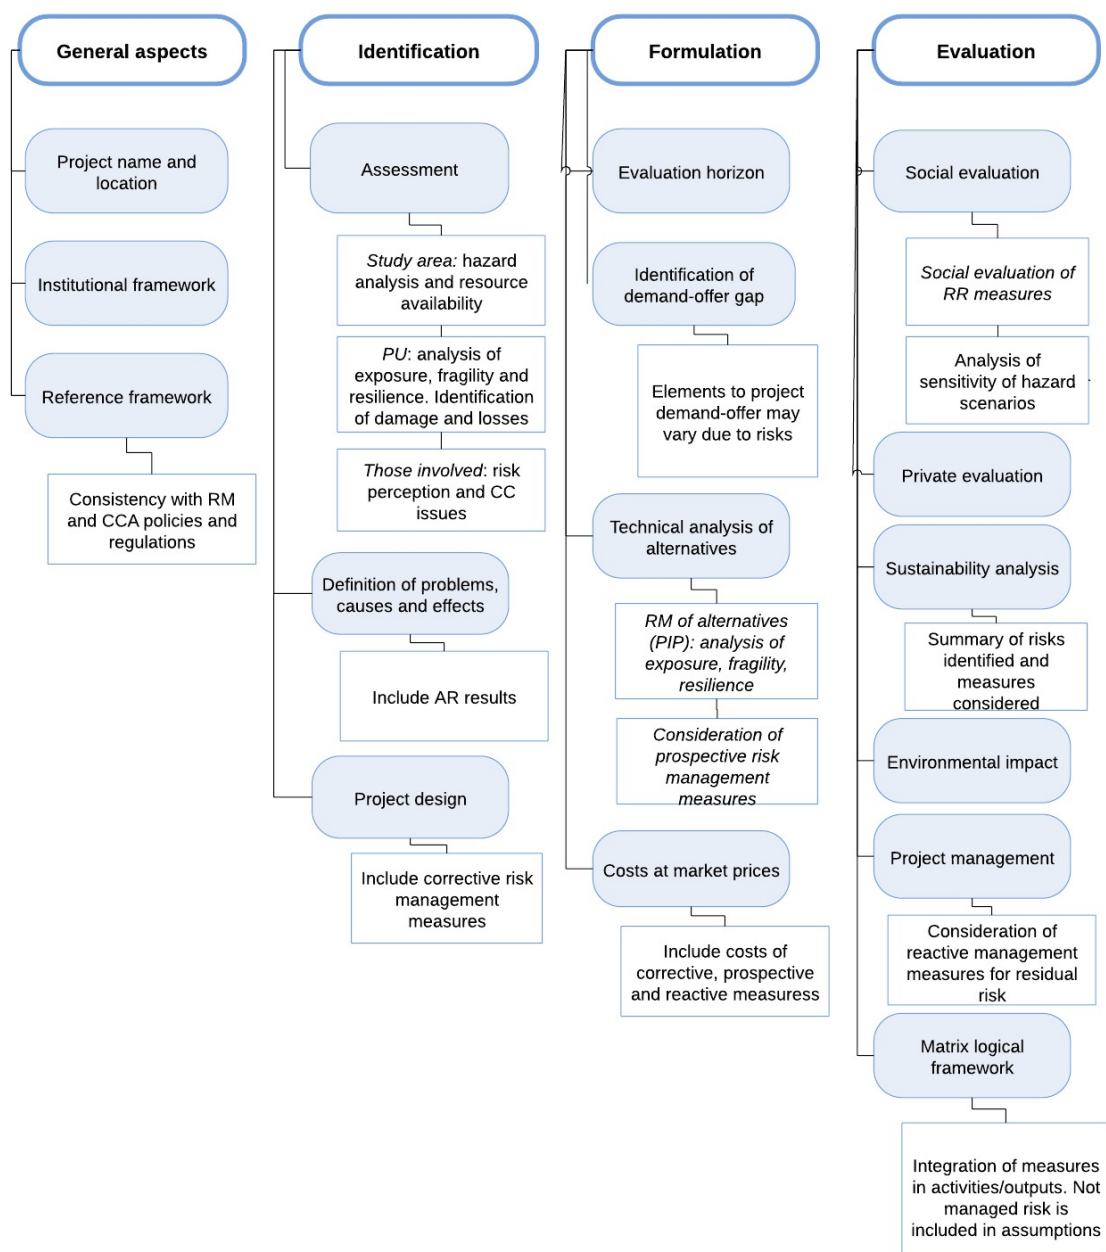 General aspects
Project name and
location
Institutional framework
Reference framework
Consistency with RM
and CCA policies and
regulations
Identification
Assessment
Study area: hazard
analysis and resource
availability
PU: analysis of
exposure, fragility and
resilience. Identification
of damage and losses
Those involved: risk
perception and CC
issues
Definition of problems,
causes and effects
Include AR results
Project design
Include corrective risk
management
measures
Formulation
Evaluation horizon
Identification of
demand-offer gap
Elements to project
demand-offer may
vary due to risks
Technical analysis of
alternatives
RM of alternatives
(PIP): analysis of
exposure, fragility,
resilience
Consideration of
prospective risk
management
measures
Costs at market prices
Include costs of
corrective, prospective
and reactive measuress
Evaluation
Social evaluation
Social evaluation of
RR measures
Analysis of
sensitivity of hazard
scenarios
Private evaluation
Sustainability analysis
Summary of risks
identified and
measures
considered
Environmental impact
Project management
Consideration of
reactive management
measures for residual
risk
Matrix logical
framework
Integration of measures
in activities/outputs. Not
managed risk is
included in assumptions